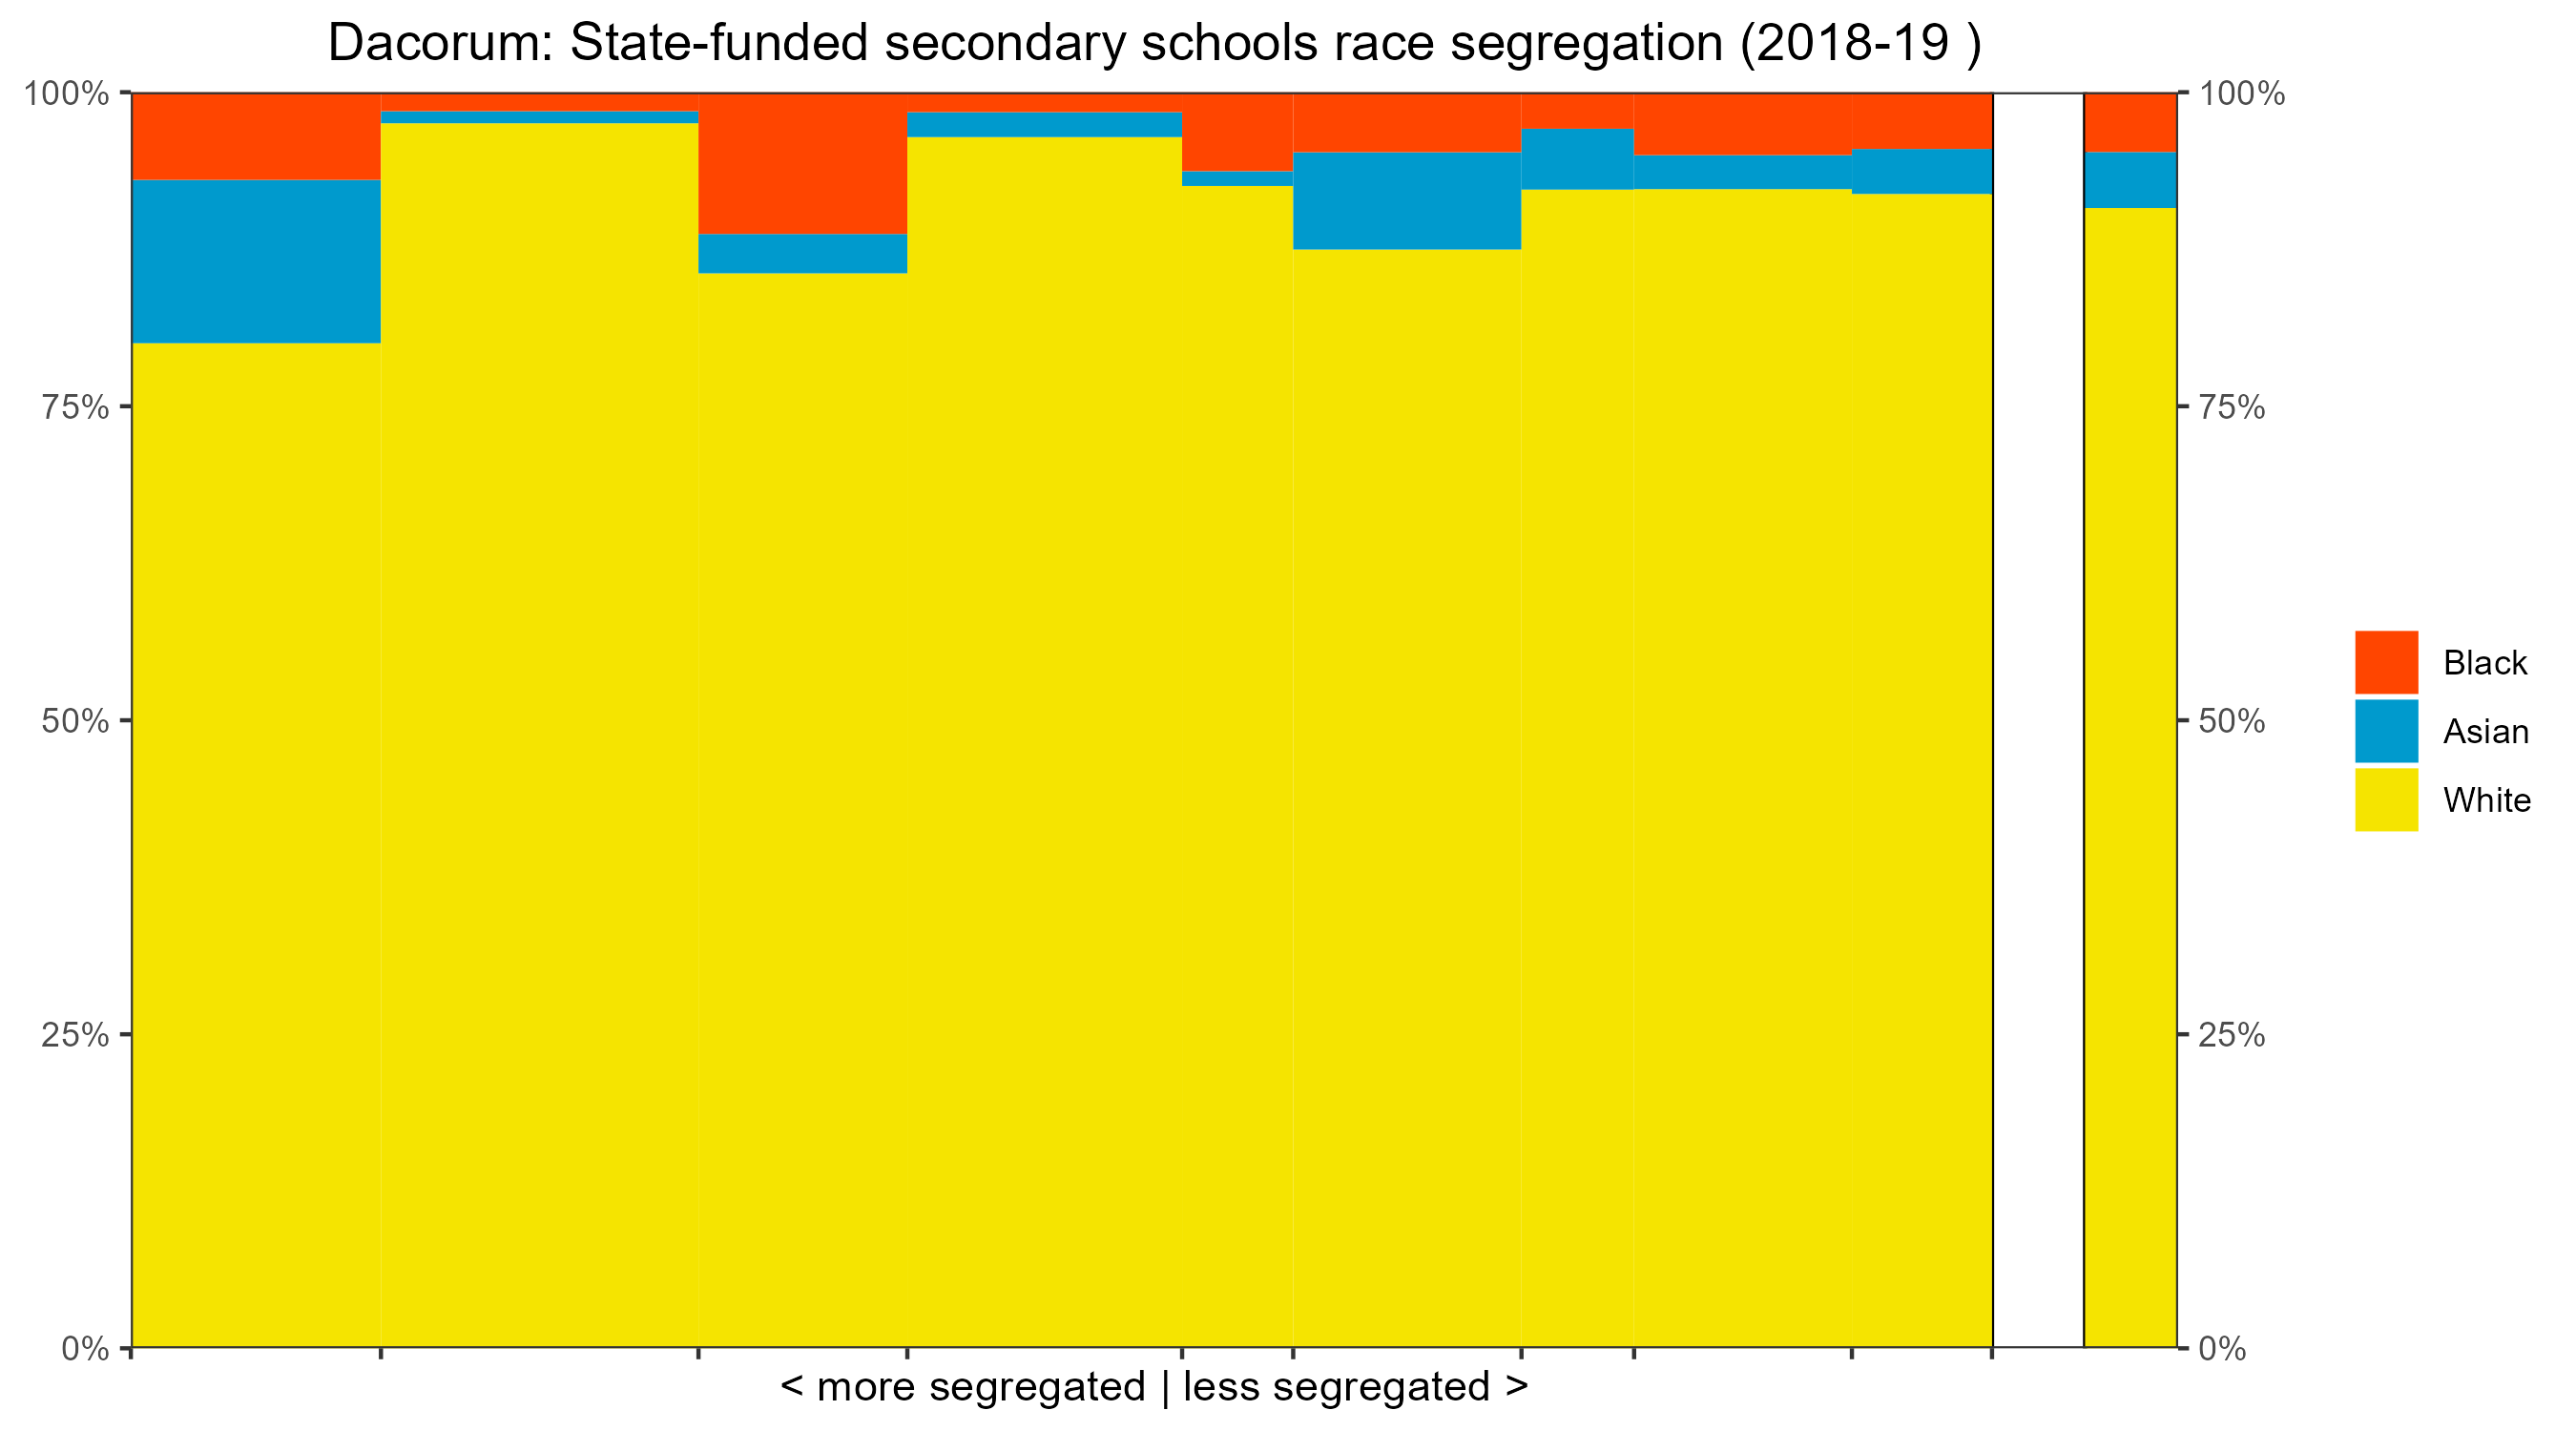 Dacorum: State-funded secondary schools race segregation (2018-19 )
100%
75%
50%
25%
0%
100%
75%
50%
25%
0%
Black
Asian
White
< more segregated | less segregated >